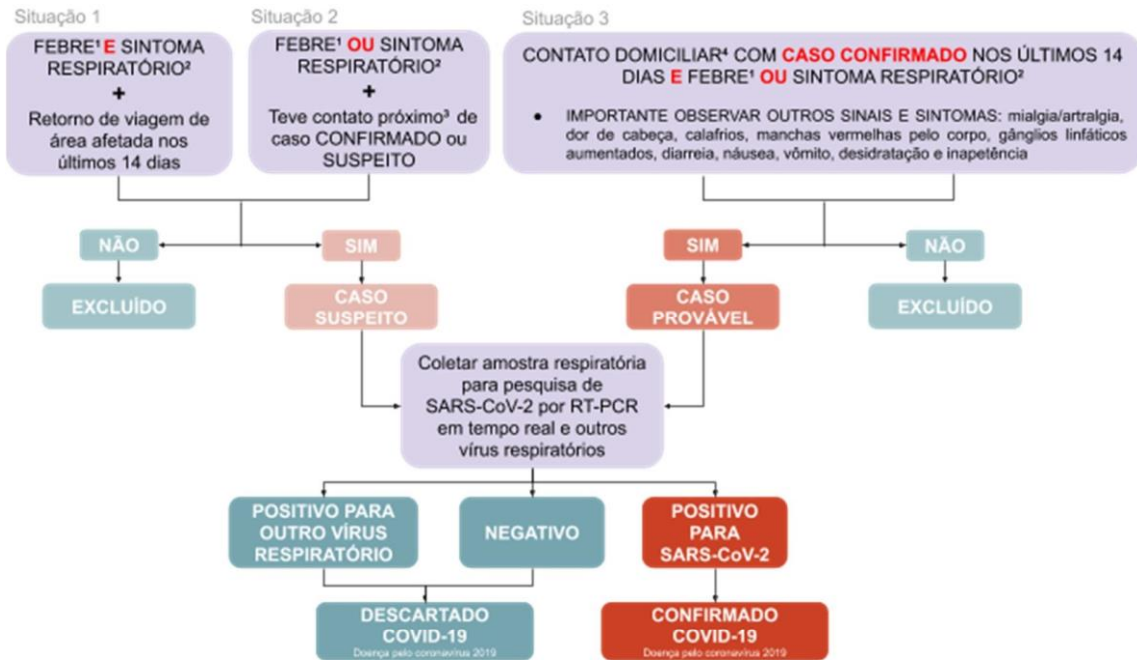 Situação 1
FEBRE¹ E SINTOMA
RESPIRATÓRIO²
+
Retorno de viagem de
área afetada nos
últimos 14 dias
Situação 2
FEBRE¹ OU SINTOMA
RESPIRATÓRIO²
+
Teve contato próximo³ de
caso CONFIRMADO ou
SUSPEITO
Situação 3
CONTATO DOMICILIAR⁴ COM CASO CONFIRMADO NOS ÚLTIMOS 14
DIAS E FEBRE¹ OU SINTOMA RESPIRATÓRIO²
• IMPORTANTE OBSERVAR OUTROS SINAIS E SINTOMAS: mialgia/artralgia,
dor de cabeça, calafrios, manchas vermelhas pelo corpo, gânglios linfáticos
aumentados, diarreia, náusea, vômito, desidratação e inapetência
NÃO
SIM
SIM
NÃO
EXCLUÍDO
CASO
SUSPEITO
CASO
PROVÁVEL
EXCLUÍDO
Coletar amostra respiratória
para pesquisa de
SARS-CoV-2 por RT-PCR
em tempo real e outros
vírus respiratórios
POSITIVO PARA
OUTRO VÍRUS
RESPIRATÓRIO
NEGATIVO
POSITIVO
PARA
SARS-CoV-2
DESCARTADO
COVID-19
Doença pelo coronavírus 2019
CONFIRMADO
COVID-19
Doença pelo coronavírus 2019